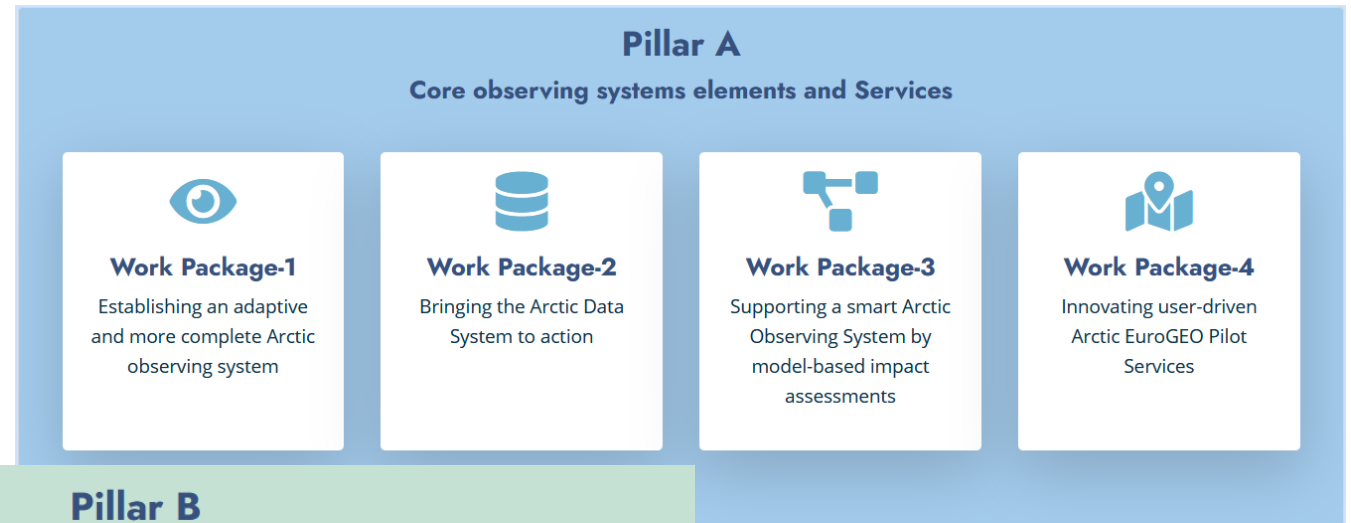 Pillar A
Core observing systems elements and Services
Work Package-1
Establishing an adaptive
and more complete Arctic
observing system
Work Package-2
Bringing the Arctic Data
System to action
Work Package-3
Supporting a smart Arctic
Observing System by
model-based impact
assessments
Work Package-4
Innovating user-driven
Arctic EuroGEO Pilot
Services
Pillar B